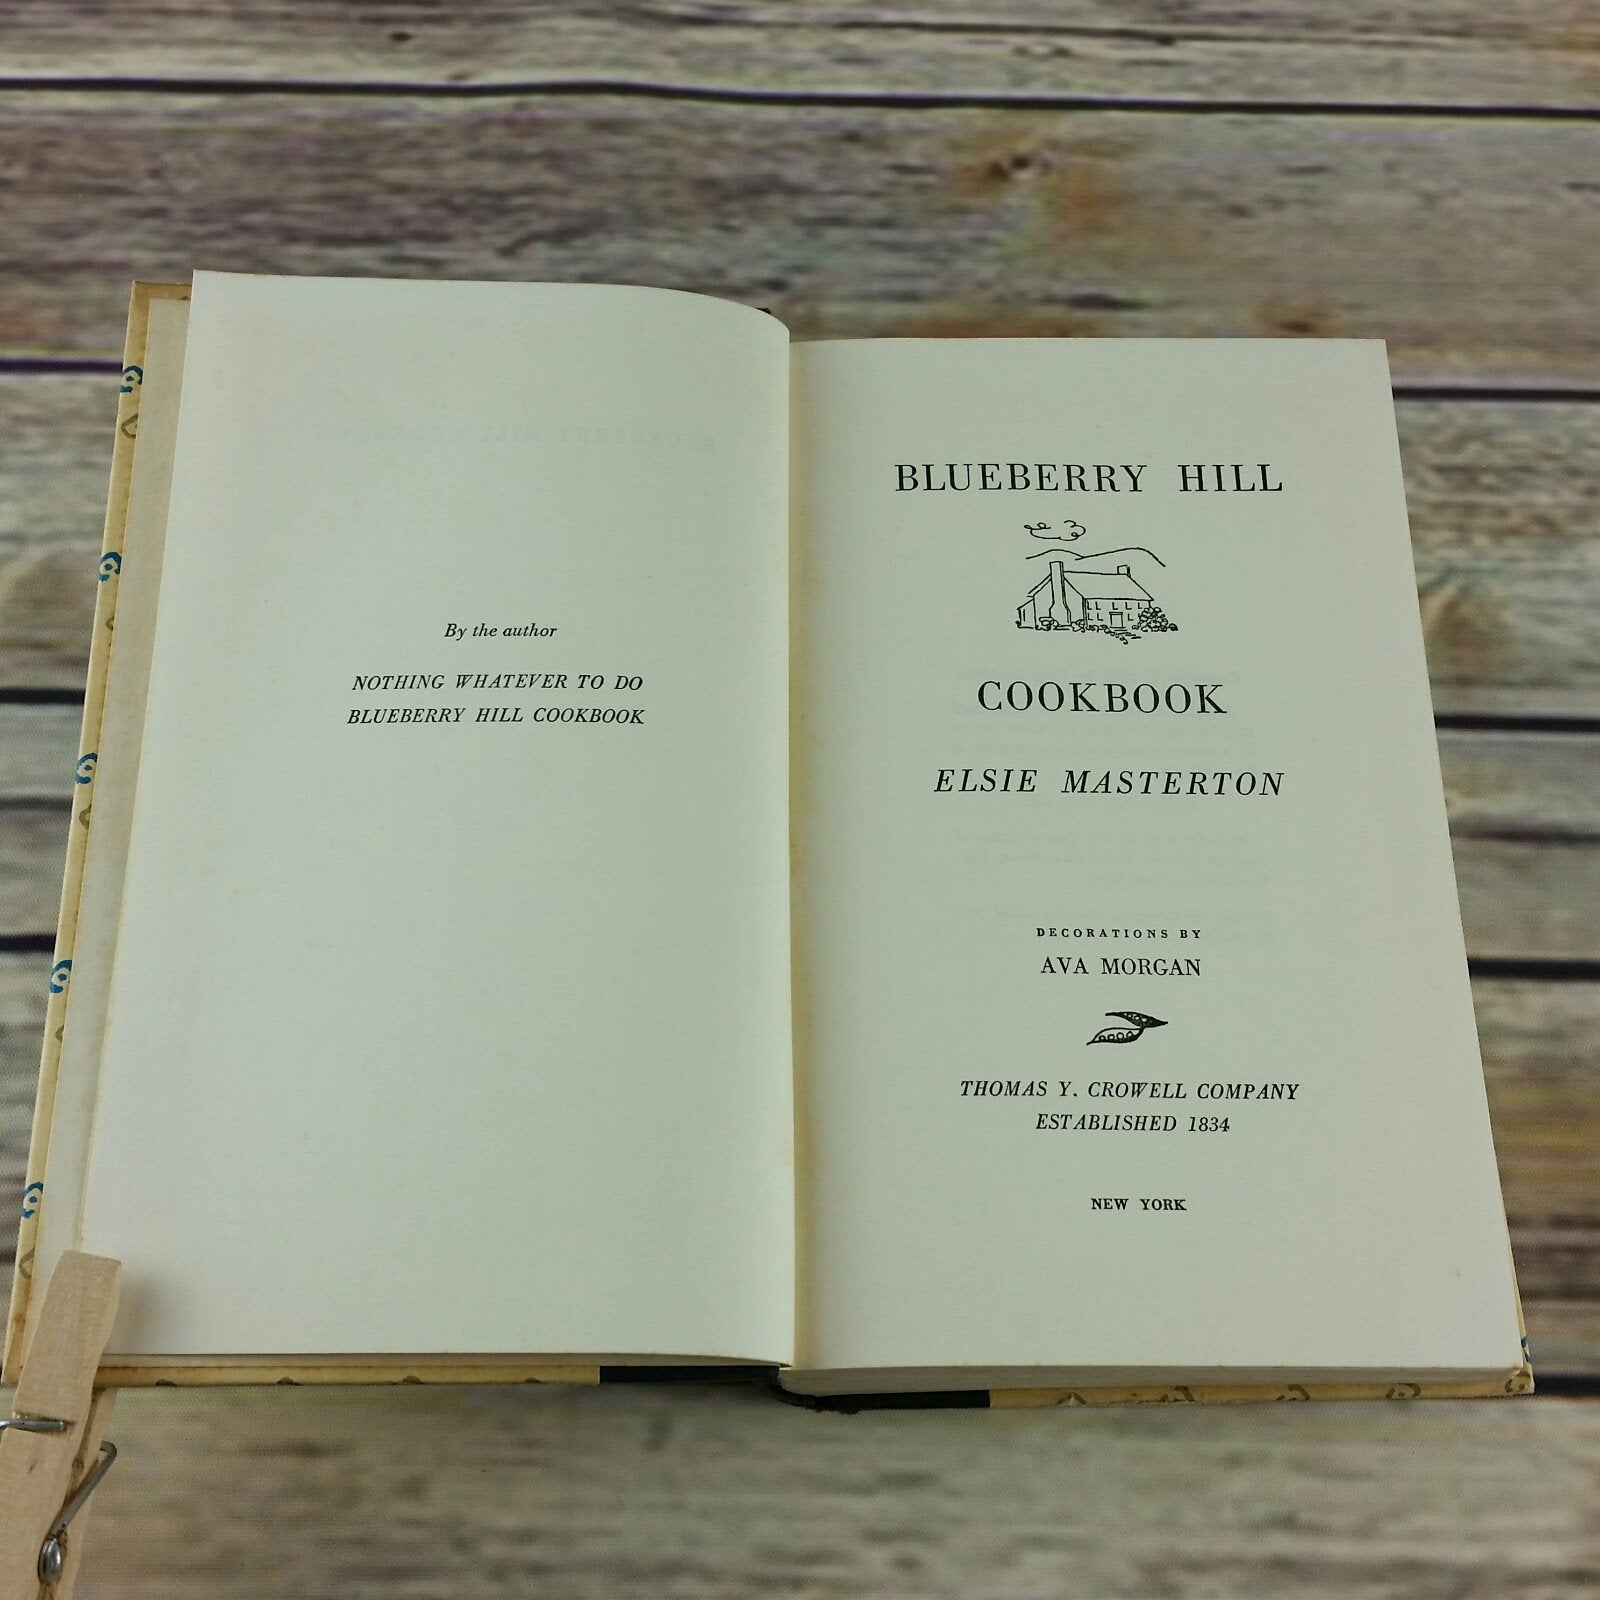 By the author
NOTHING WHATEVER TO DO
BLUEBERRY HILL COOKBOOK
BLUEBERRY HILL
COOKBOOK
ELSIE MASTERTON
DECORATIONS BY
AVA MORGAN
THOMAS Y. CROWELL COMPANY
ESTABLISHED 1834
NEW YORK